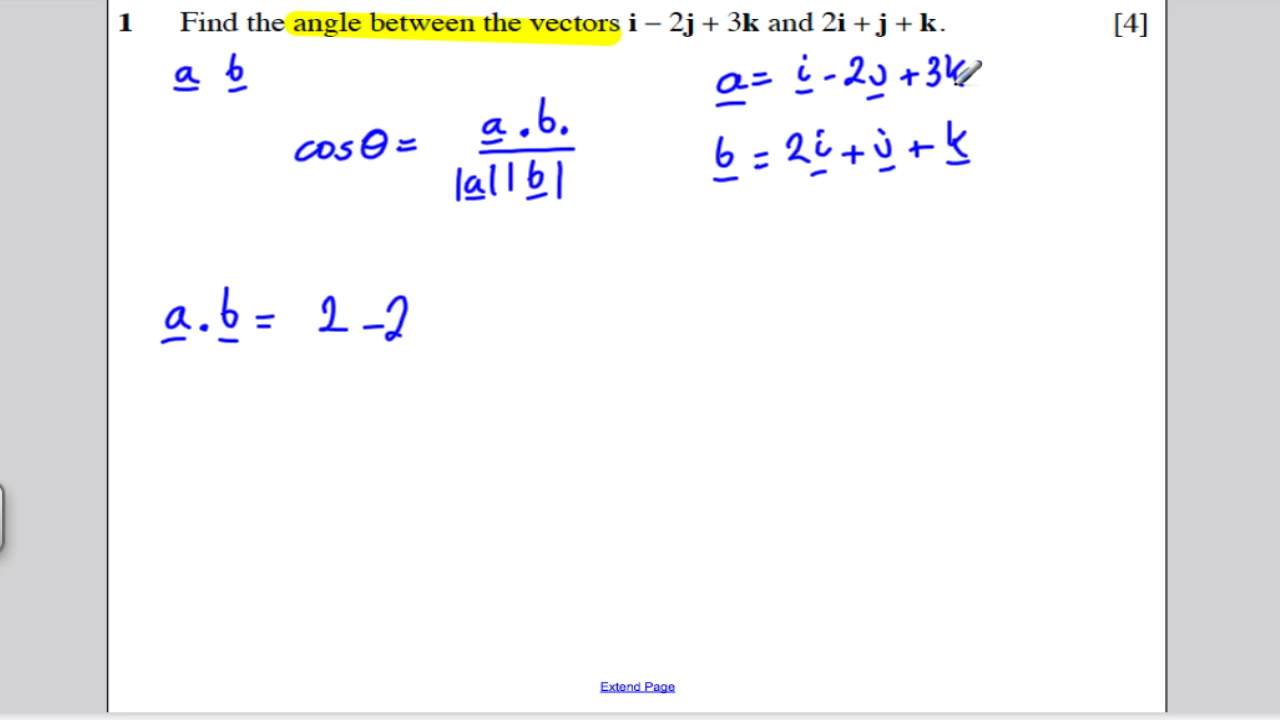 1 Find the angle between the vectors i − 2j + 3k and 2i + j + k. [4]
a b
a = i - 2j + 3k
cosθ = a . b . / |a| | b |
b = 2i + j + k
a . b = 2 - 2
Extend Page